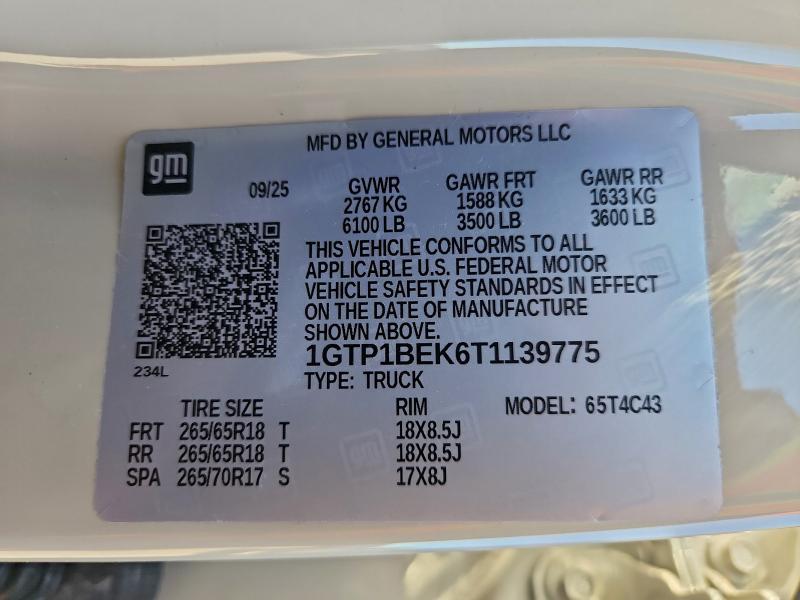 MFD BY GENERAL MOTORS LLC
gm
09/25
GVWR GAWR FRT GAWR RR
2767 KG 1588 KG 1633 KG
6100 LB 3500 LB 3600 LB
THIS VEHICLE CONFORMS TO ALL
APPLICABLE U.S. FEDERAL MOTOR
VEHICLE SAFETY STANDARDS IN EFFECT
ON THE DATE OF MANUFACTURE
SHOWN ABOVE.
1GTP1BEK6T1139775
234L
TYPE: TRUCK
TIRE SIZE RIM MODEL: 65T4C43
FRT 265/65R18 T 18X8.5J
RR 265/65R18 T 18X8.5J
SPA 265/70R17 S 17X8J